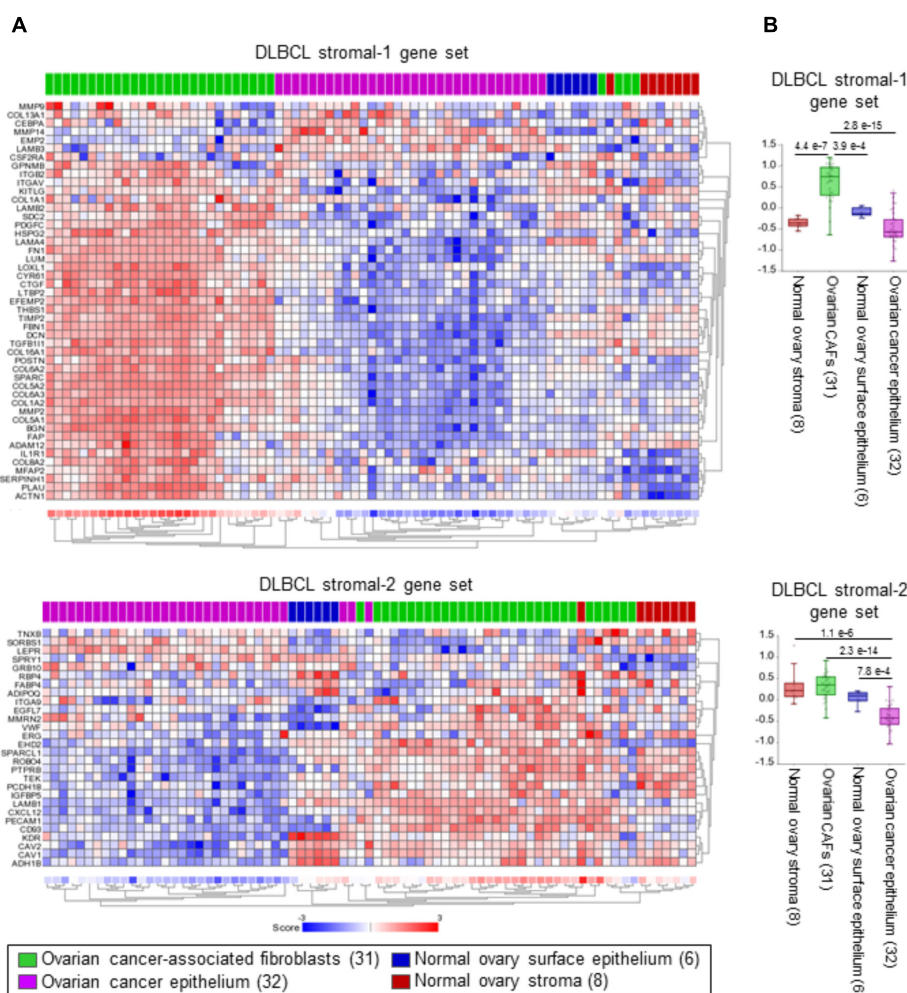 A
B
DLBCL stromal-1 gene set
MMP9
COL13A1
CEBPA
MMP14
EMP2
LAMB3
CSF2RA
GPNMB
ITGB2
ITGAV
KITLG
COL1A1
LAMB2
SDC2
PDGFC
HSPG2
LAMA4
FN1
LUM
LOXL1
CYR61
CTGF
LTBP2
EFEMP2
THBS1
TIMP2
FBN1
DCN
TGFB1I1
COL16A1
POSTN
COL6A2
SPARC
COL5A2
COL6A3
COL1A2
MMP2
COL5A1
BGN
FAP
ADAM12
IL1R1
COL8A2
MFAP2
SERPINH1
PLAU
ACTN1
DLBCL stromal-1
gene set
2.8 e-15
4.4 e-7
3.9 e-4
1.5
1.0
0.5
0.0
-0.5
-1.0
-1.5
Normal ovary stroma (8)
Ovarian CAFs (31)
Normal ovary surface epithelium (6)
Ovarian cancer epithelium (32)
DLBCL stromal-2 gene set
TNXB
SORBS1
LEPR
SPRY1
GRB10
RBP4
FABP4
ADIPOQ
ITGA9
EGFL7
MMRN2
VWF
ERG
EHD2
SPARCL1
ROBO4
PTPRB
TEK
PCDH18
IGFBP5
LAMB1
CXCL12
PECAM1
CD93
KDR
CAV2
CAV1
ADH1B
DLBCL stromal-2
gene set
1.1 e-6
2.3 e-14
7.8 e-4
1.5
1.0
0.5
0.0
-0.5
-1.0
-1.5
Normal ovary stroma (8)
Ovarian CAFs (31)
Normal ovary surface epithelium (6
Ovarian cancer epithelium (32)
-3
3
Score
Ovarian cancer-associated fibroblasts (31)
Normal ovary surface epithelium (6)
Ovarian cancer epithelium (32)
Normal ovary stroma (8)